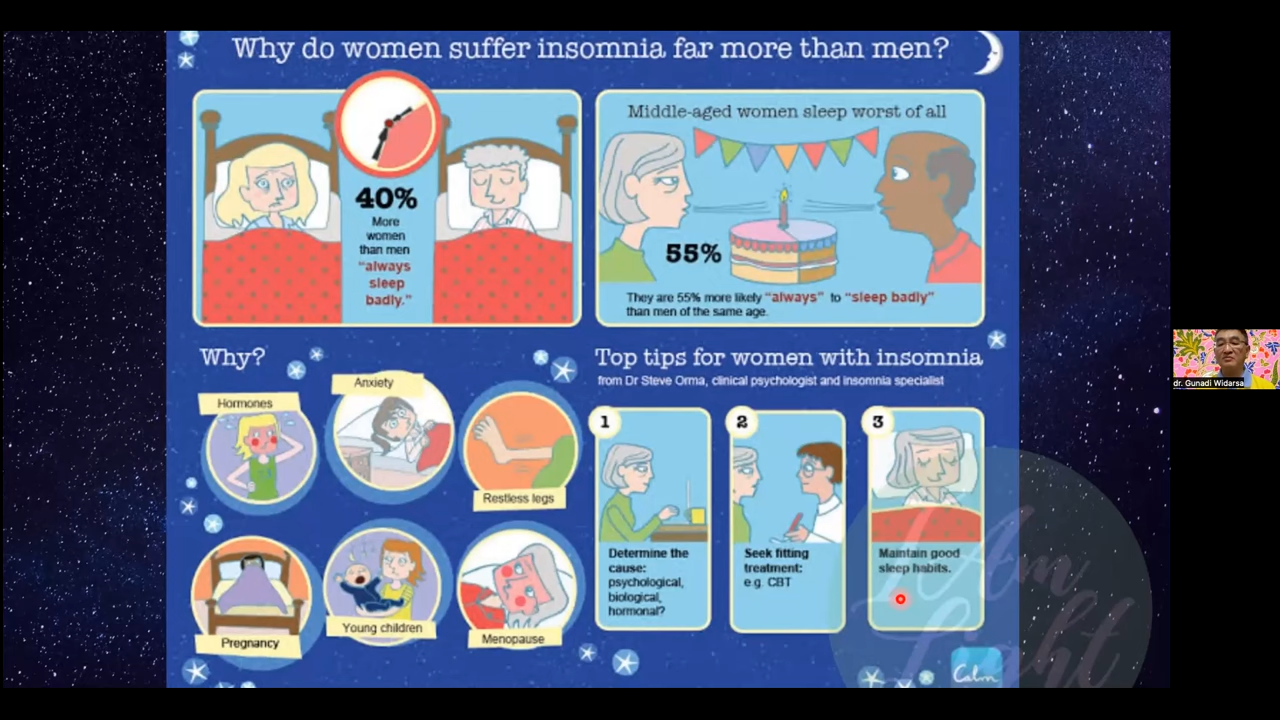 Why do women suffer insomnia far more than men?
40%
More
women
than men
"always
sleep
badly."
Middle-aged women sleep worst of all
55%
They are 55% more likely "always" to "sleep badly"
than men of the same age.
Why?
Hormones
Anxiety
Restless legs
Pregnancy
Young children
Menopause
Top tips for women with insomnia
from Dr Steve Orma, clinical psychologist and insomnia specialist
1
Determine the
cause:
psychological,
biological,
hormonal?
2
Seek fitting
treatment:
e.g. CBT
3
Maintain good
sleep habits.
I Am
Light
Calm
dr. Gunadi Widarsa